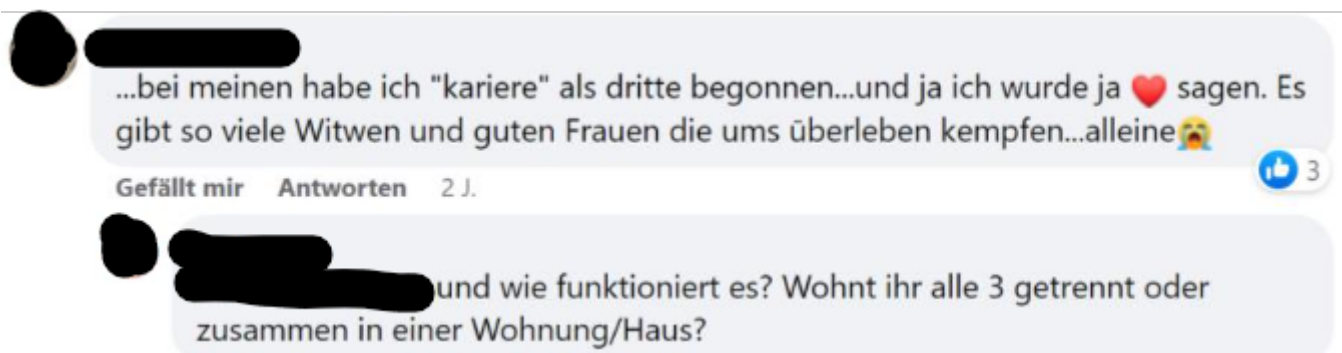 ...bei meinen habe ich "kariere" als dritte begonnen...und ja ich wurde ja ❤️ sagen. Es
gibt so viele Witwen und guten Frauen die ums überleben kempfen...alleine😭
3
Gefällt mir Antworten 2 J.
und wie funktioniert es? Wohnt ihr alle 3 getrennt oder
zusammen in einer Wohnung/Haus?